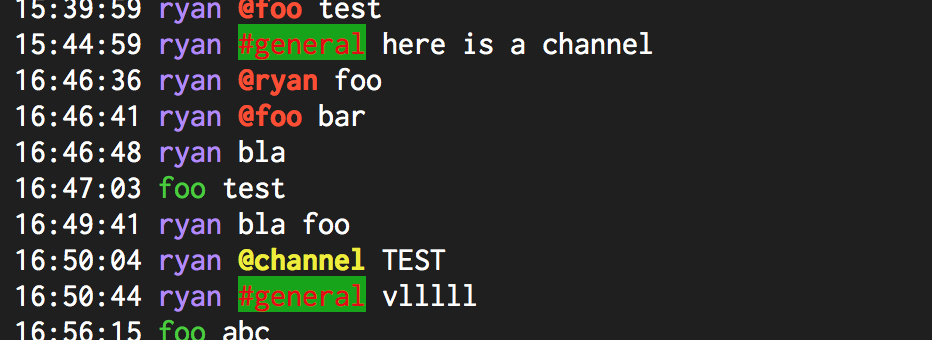 15:39:59 ryan @foo test
15:44:59 ryan #general here is a channel
16:46:36 ryan @ryan foo
16:46:41 ryan @foo bar
16:46:48 ryan bla
16:47:03 foo test
16:49:41 ryan bla foo
16:50:04 ryan @channel TEST
16:50:44 ryan #general vlllll
16:56:15 foo abc